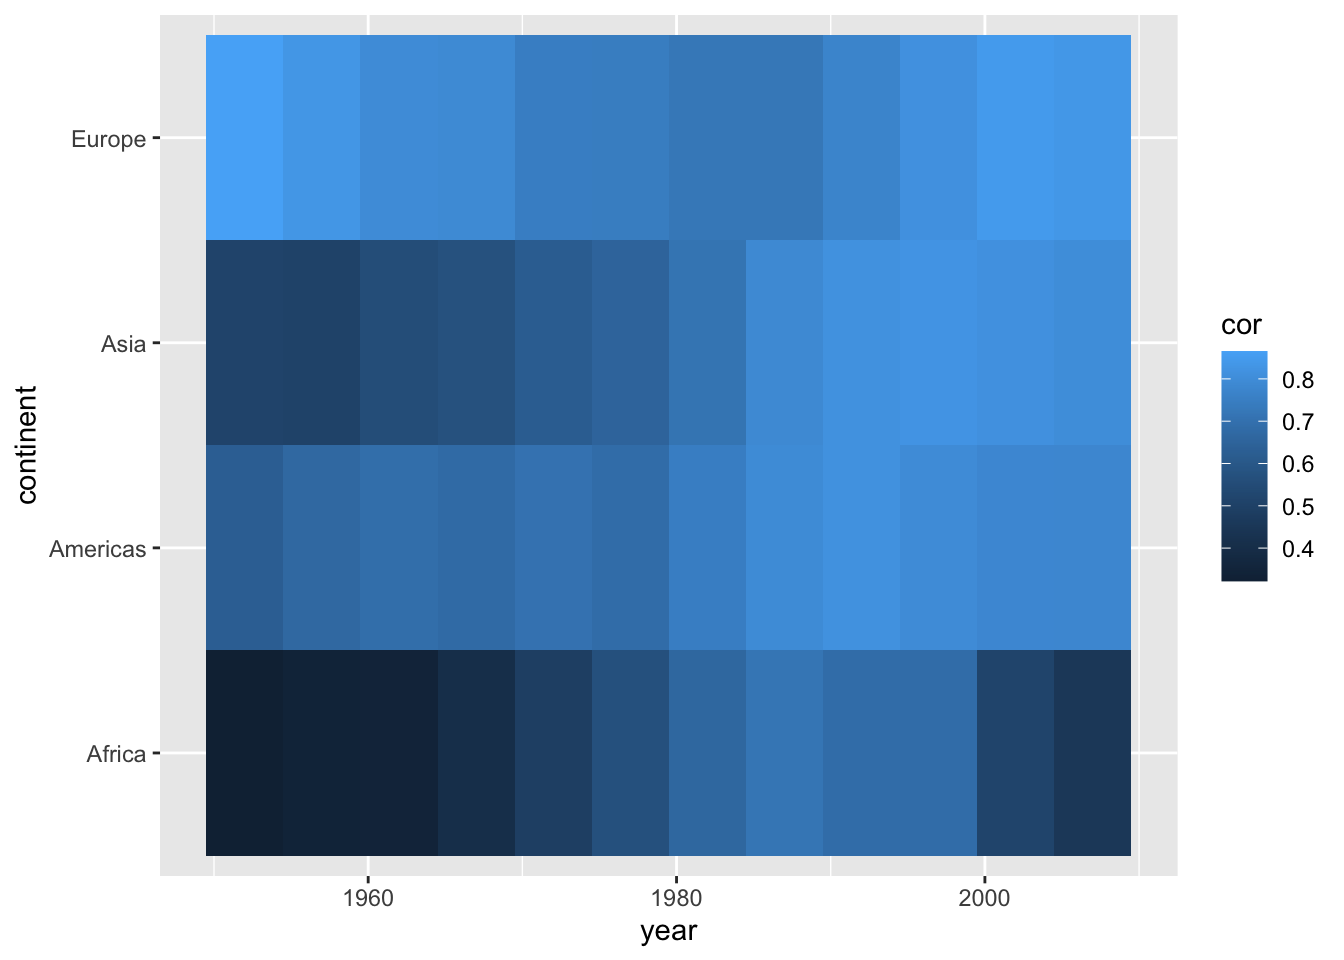 Europe
Asia
Americas
Africa
continent
1960
1980
2000
year
cor
0.8
0.7
0.6
0.5
0.4